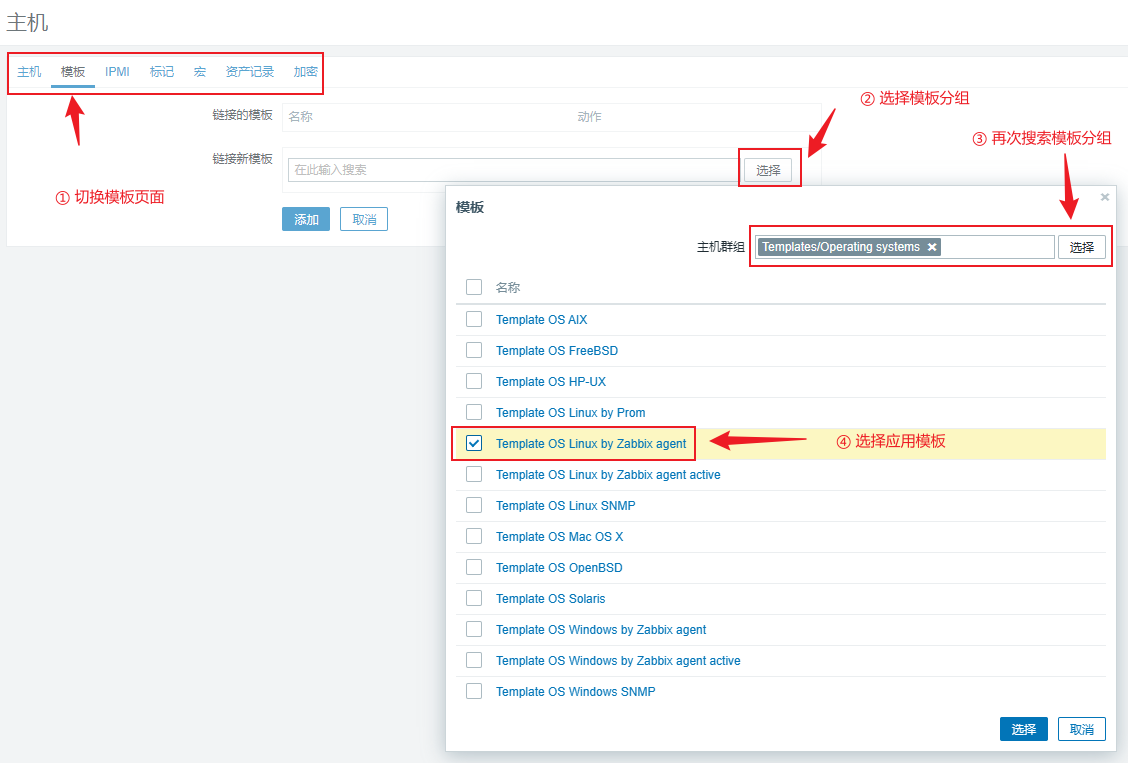 主机
主机 模板 IPMI 标记 宏 资产记录 加密
链接的模板 名称 动作
② 选择模板分组
③ 再次搜索模板分组
链接新模板 在此输入搜索 选择
① 切换模板页面
添加 取消
模板 ×
主机群组 Templates/Operating systems × 选择
名称
Template OS AIX
Template OS FreeBSD
Template OS HP-UX
Template OS Linux by Prom
Template OS Linux by Zabbix agent ④ 选择应用模板
Template OS Linux by Zabbix agent active
Template OS Linux SNMP
Template OS Mac OS X
Template OS OpenBSD
Template OS Solaris
Template OS Windows by Zabbix agent
Template OS Windows by Zabbix agent active
Template OS Windows SNMP
选择 取消